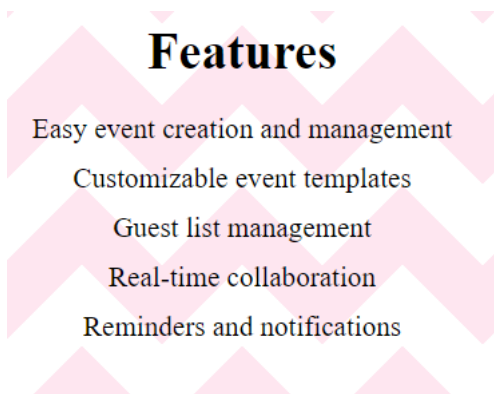 Features
Easy event creation and management
Customizable event templates
Guest list management
Real-time collaboration
Reminders and notifications